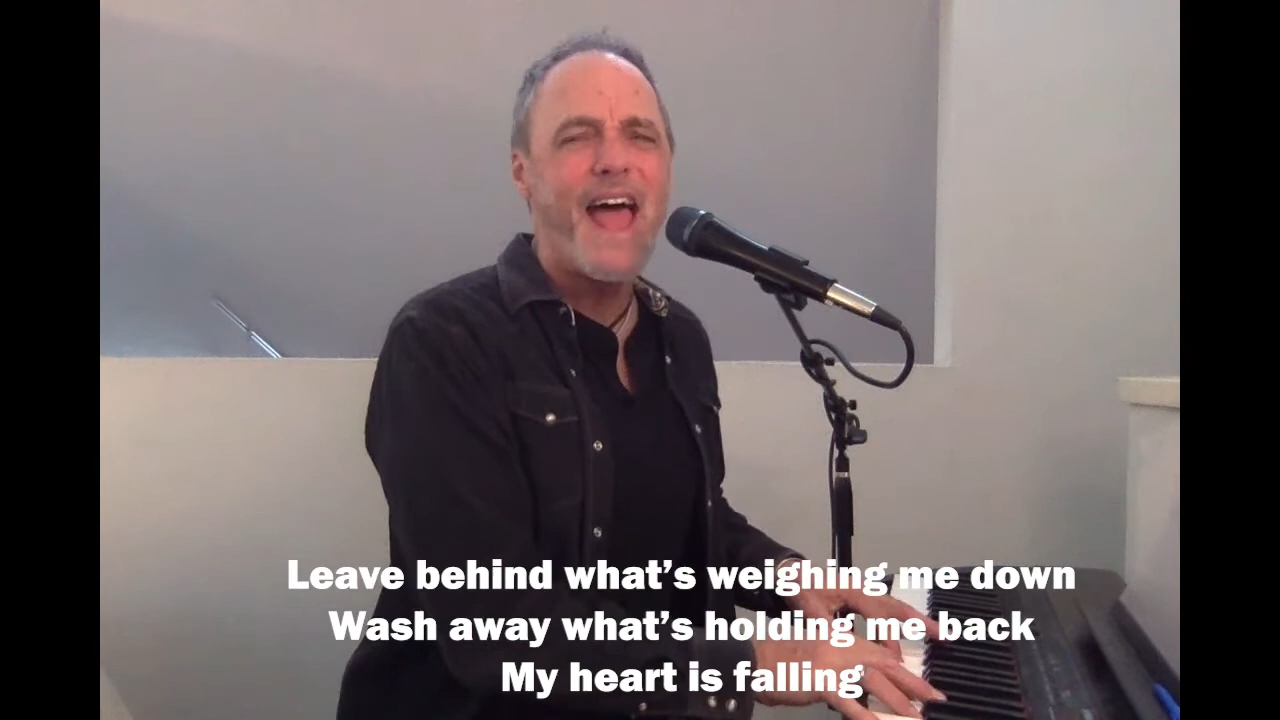 Leave behind what’s weighing me down
Wash away what’s holding me back
My heart is falling